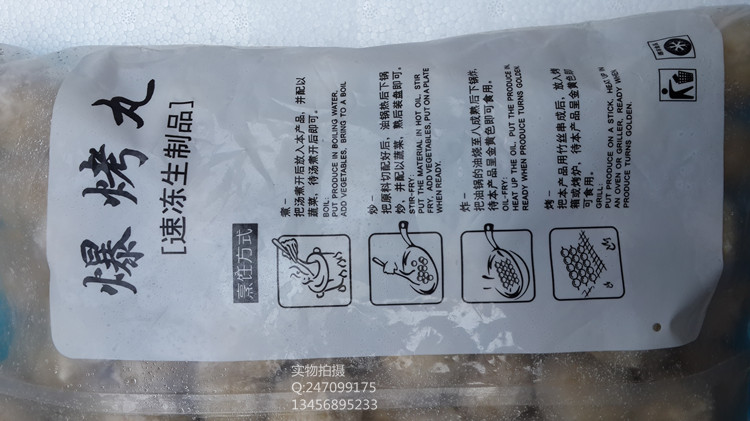 爆烤丸
[速冻生制品]
烹饪方式
煮-
把汤煮开后放入本产品，并配以
蔬菜，待汤煮开后即可。
BOIL:
PUT PRODUCE IN BOILING WATER,
ADD VEGETABLES, BRING TO A BOIL
炒-
把原料切配好后，油锅热后下锅
炒，并配以蔬菜，熟后装盘即可。
STIR-FRY:
PUT THE MATERIAL IN HOT OIL, STIR
FRY, ADD VEGETABLES, PUT ON A PLATE
WHEN READY.
炸-
把油锅的油烧至八成熟后下锅炸，
待本产品呈金黄色即可食用。
OIL-FRY:
HEAT UP THE OIL, PUT THE PRODUCE IN
READY WHEN PRODUCE TURNS GOLDEN
烤-
把本产品用竹丝串成后，放入烤
箱或烤炉，待本产品呈金黄色即
可食用。
GRILL:
PUT PRODUCE ON A STICK, HEAT UP IN
AN OVEN OR GRILLER, READY WHEN
PRODUCE TURNS GOLDEN.
实物拍摄
Q:247099175
13456895233